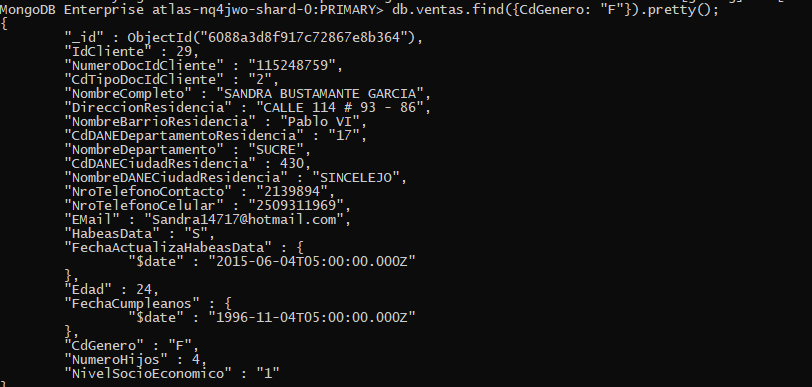 MongoDB Enterprise atlas-nq4jwo-shard-0:PRIMARY> db.ventas.find({CdGenero: "F"}).pretty();
{
"_id" : ObjectId("6088a3d8f917c72867e8b364"),
"IdCliente" : 29,
"NumeroDocIdCliente" : "115248759",
"CdTipoDocIdCliente" : "2",
"NombreCompleto" : "SANDRA BUSTAMANTE GARCIA",
"DireccionResidencia" : "CALLE 114 # 93 - 86",
"NombreBarrioResidencia" : "Pablo VI",
"CdDANEDepartamentoResidencia" : "17",
"NombreDepartamento" : "SUCRE",
"CdDANECiudadResidencia" : 430,
"NombreDANECiudadResidencia" : "SINCELEJO",
"NroTelefonoContacto" : "2139894",
"NroTelefonoCelular" : "2509311969",
"EMail" : "Sandra14717@hotmail.com",
"HabeasData" : "S",
"FechaActualizaHabeasData" : {
"$date" : "2015-06-04T05:00:00.000Z"
},
"Edad" : 24,
"FechaCumpleanos" : {
"$date" : "1996-11-04T05:00:00.000Z"
},
"CdGenero" : "F",
"NumeroHijos" : 4,
"NivelSocioEconomico" : "1"